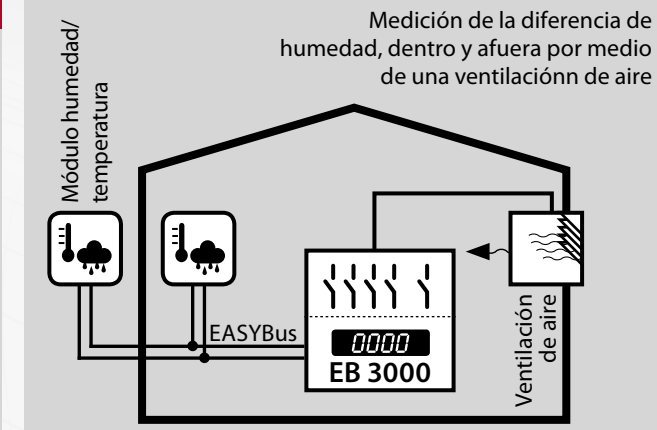 Medición de la diferencia de
humedad, dentro y afuera por medio
de una ventilaciónn de aire
Módulo humedad/
temperatura
EASYBus
0000
EB 3000
Ventilación
de aire